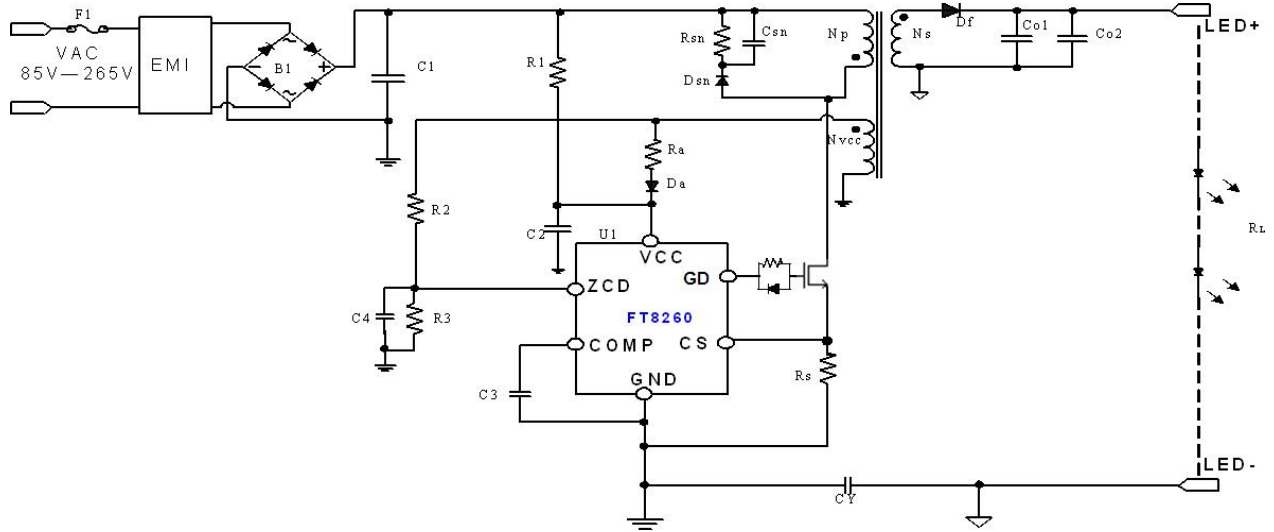 F1
VAC
85V—265V
EMI
B1
~
~
-
+
C1
R1
Rsn
Csn
Dsn
Np
Ns
Df
Co1
Co2
LED+
Nvcc
Ra
Da
R2
C2
U1
VCC
ZCD
GD
FT8260
COMP
CS
GND
C4
R3
C3
Rs
RL
CY
LED-